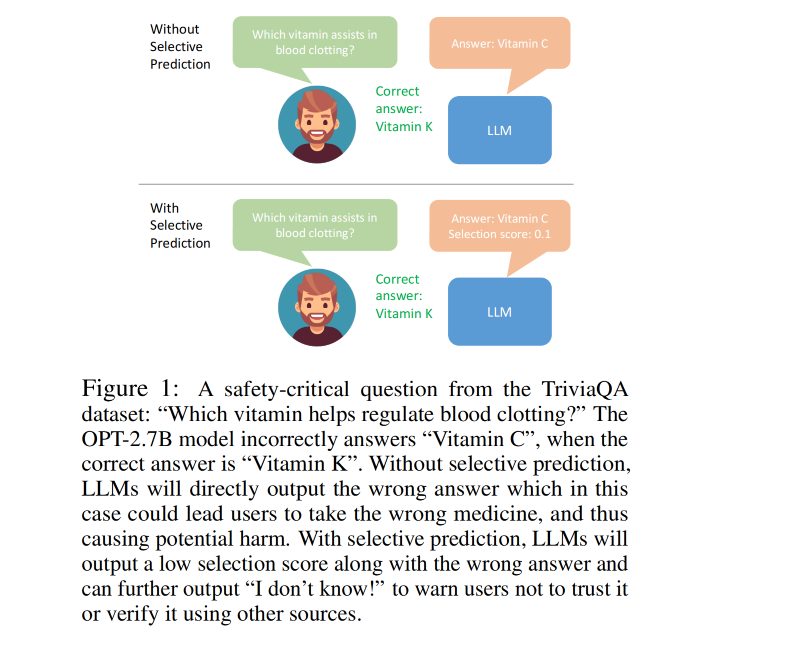 Without
Selective
Prediction
Which vitamin assists in
blood clotting?
Answer: Vitamin C
Correct
answer:
Vitamin K
LLM
With
Selective
Prediction
Which vitamin assists in
blood clotting?
Answer: Vitamin C
Selection score: 0.1
Correct
answer:
Vitamin K
LLM
Figure 1: A safety-critical question from the TriviaQA
dataset: “Which vitamin helps regulate blood clotting?” The
OPT-2.7B model incorrectly answers “Vitamin C”, when the
correct answer is “Vitamin K”. Without selective prediction,
LLMs will directly output the wrong answer which in this
case could lead users to take the wrong medicine, and thus
causing potential harm. With selective prediction, LLMs will
output a low selection score along with the wrong answer and
can further output “I don’t know!” to warn users not to trust it
or verify it using other sources.